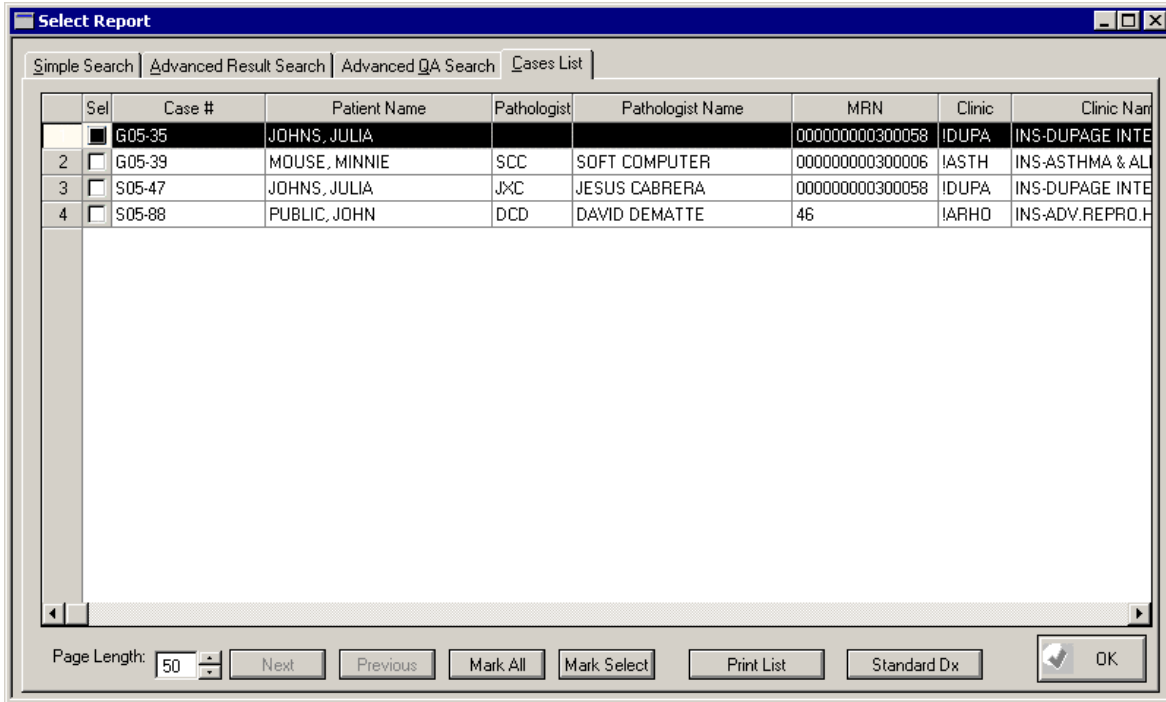 Select Report
Simple Search Advanced Result Search Advanced QA Search Cases List
Sel Case # Patient Name Pathologist Pathologist Name MRN Clinic Clinic Nam
G05-35 JOHNS, JULIA 000000000300058 !DUPA INS-DUPAGE INTE
2 G05-39 MOUSE, MINNIE SCC SOFT COMPUTER 000000000300006 !ASTH INS-ASTHMA & ALL
3 S05-47 JOHNS, JULIA JXC JESUS CABRERA 000000000300058 !DUPA INS-DUPAGE INTE
4 S05-88 PUBLIC, JOHN DCD DAVID DEMATTE 46 !ARHO INS-ADV.REPRO.H
Page Length: 50 Next Previous Mark All Mark Select Print List Standard Dx OK